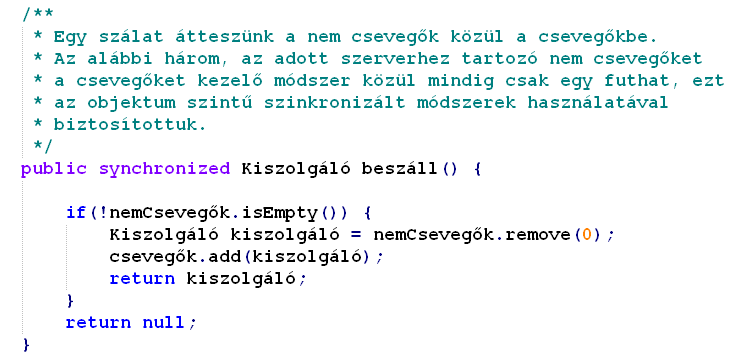 /**
 * Egy szálat átteszünk a nem csevegők közül a csevegőkbe.
 * Az alábbi három, az adott szerverhez tartozó nem csevegőket
 * a csevegőket kezelő módszer közül mindig csak egy futhat, ezt
 * az objektum szintű szinkronizált módszerek használatával
 * biztosítottuk.
 */
public synchronized Kiszolgáló beszáll() {

    if(!nemCsevegők.isEmpty()) {
        Kiszolgáló kiszolgáló = nemCsevegők.remove(0);
        csevegők.add(kiszolgáló);
        return kiszolgáló;
    }
    return null;
}